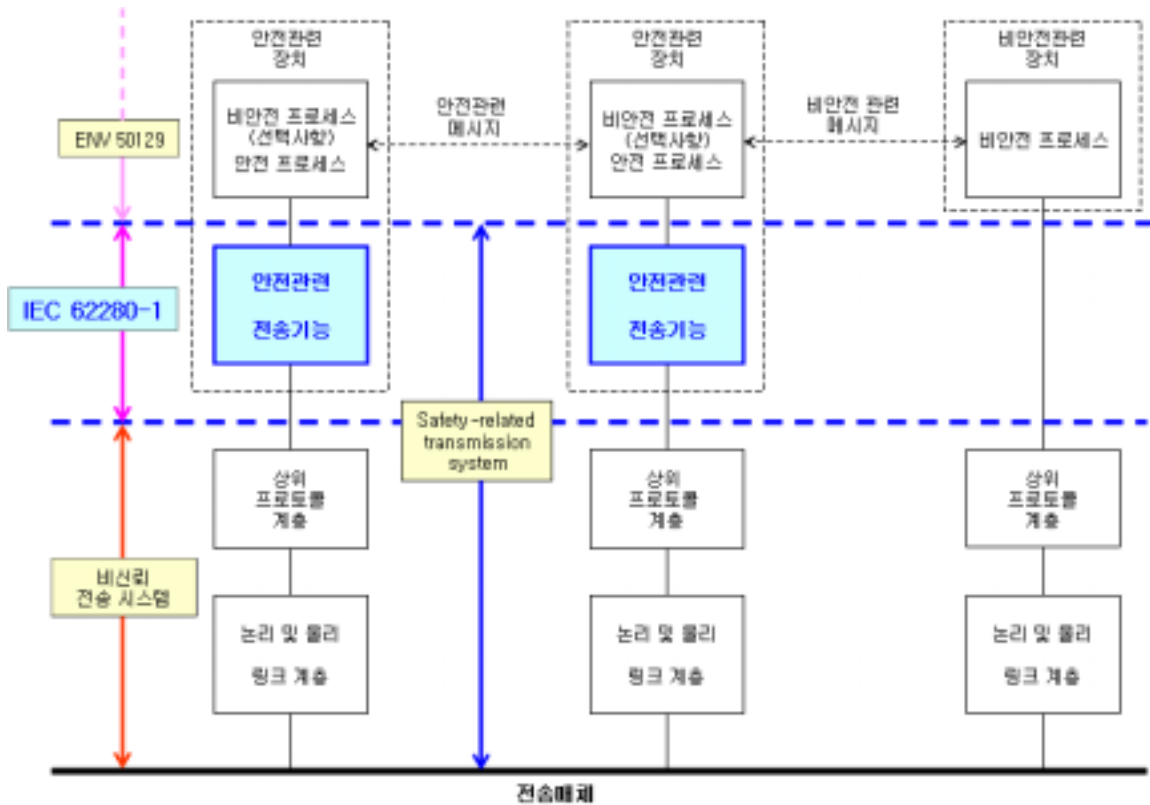 안전관련
장치
안전관련
장치
비안전관련
장치
비안전 프로세스
(선택사항)
안전 프로세스
안전관련
메시지
비안전 프로세스
(선택사항)
안전 프로세스
비안전 관련
메시지
비안전 프로세스
ENV 50129
안전관련
전송기능
안전관련
전송기능
IEC 62280-1
Safety-related
transmission
system
상위
프로토콜
계층
상위
프로토콜
계층
상위
프로토콜
계층
비신뢰
전송 시스템
논리 및 물리
링크 계층
논리 및 물리
링크 계층
논리 및 물리
링크 계층
전송매체